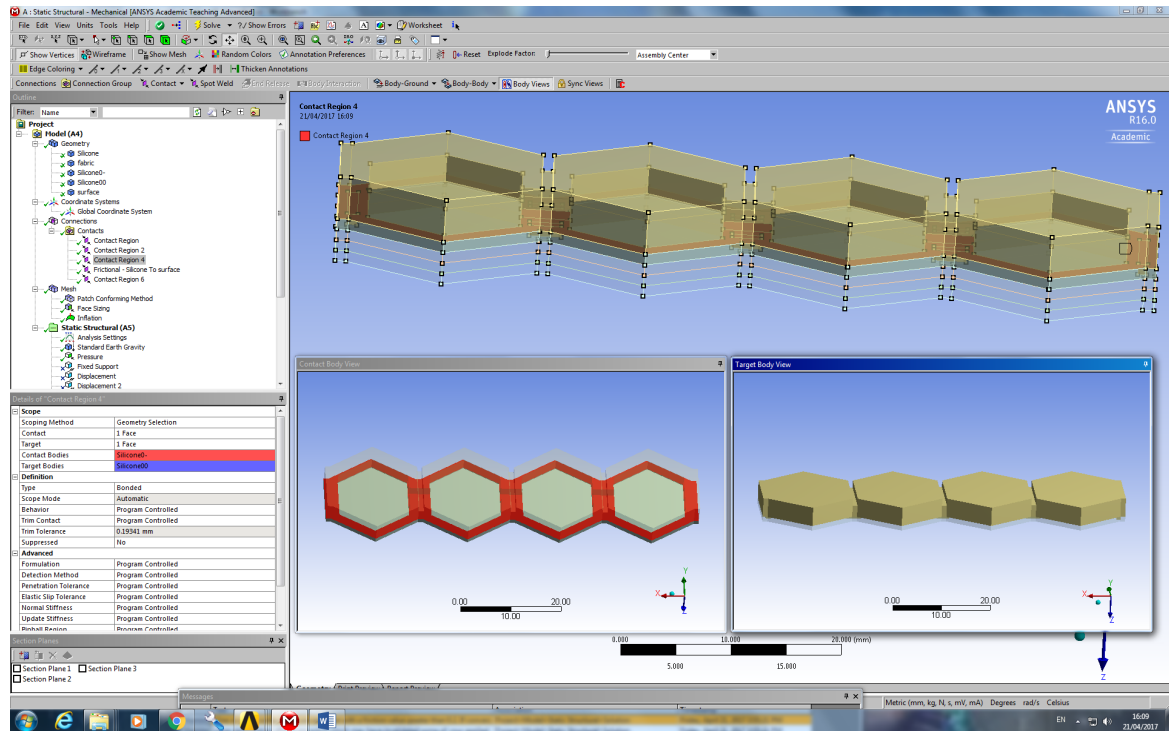 A : Static Structural - Mechanical [ANSYS Academic Teaching Advanced]
File Edit View Units Tools Help Solve ?/ Show Errors Worksheet
Show Vertices Wireframe Show Mesh Random Colors Annotation Preferences Reset Explode Factor: Assembly Center
Edge Coloring Thicken Annotations
Connections Connection Group Contact Spot Weld End Release Body Interaction Body-Ground Body-Body Body Views Sync Views
Outline
Filter: Name
Project
Model (A4)
Geometry
Silicone
fabric
Silicone0-
Silicone00
surface
Coordinate Systems
Global Coordinate System
Connections
Contacts
Contact Region
Contact Region 2
Contact Region 4
Frictional - Silicone To surface
Contact Region 6
Mesh
Patch Conforming Method
Face Sizing
Inflation
Static Structural (A5)
Analysis Settings
Standard Earth Gravity
Pressure
Fixed Support
Displacement
Displacement 2
Details of "Contact Region 4"
Scope
Scoping Method Geometry Selection
Contact 1 Face
Target 1 Face
Contact Bodies Silicone0-
Target Bodies Silicone00
Definition
Type Bonded
Scope Mode Automatic
Behavior Program Controlled
Trim Contact Program Controlled
Trim Tolerance 0.19341 mm
Suppressed No
Advanced
Formulation Program Controlled
Detection Method Program Controlled
Penetration Tolerance Program Controlled
Elastic Slip Tolerance Program Controlled
Normal Stiffness Program Controlled
Update Stiffness Program Controlled
Pinball Region Program Controlled
Section Planes
Section Plane 1 Section Plane 3
Section Plane 2
Contact Region 4
21/04/2017 16:09
Contact Region 4
ANSYS
R16.0
Academic
Contact Body View
0.00 20.00
10.00
X Y Z
Target Body View
0.00 20.00
10.00
X Y Z
0.000 10.000 20.000 (mm)
5.000 15.000
Z
Geometry Print Preview Report Preview
Messages
Metric (mm, kg, N, s, mV, mA) Degrees rad/s Celsius
EN
16:09
21/04/2017